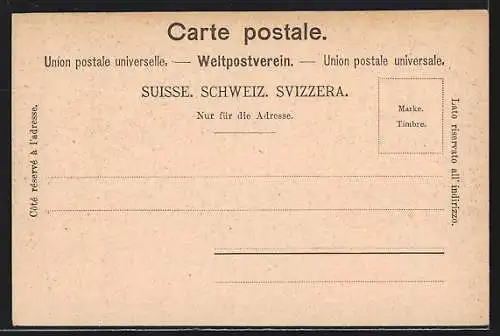 Carte postale.
Union postale universelle. — Weltpostverein. — Union postale universale.
SUISSE. SCHWEIZ. SVIZZERA.
Nur für die Adresse.
Marke.
Timbre.
Côté réservé à l'adresse.
Lato riservato all' indirizzo.